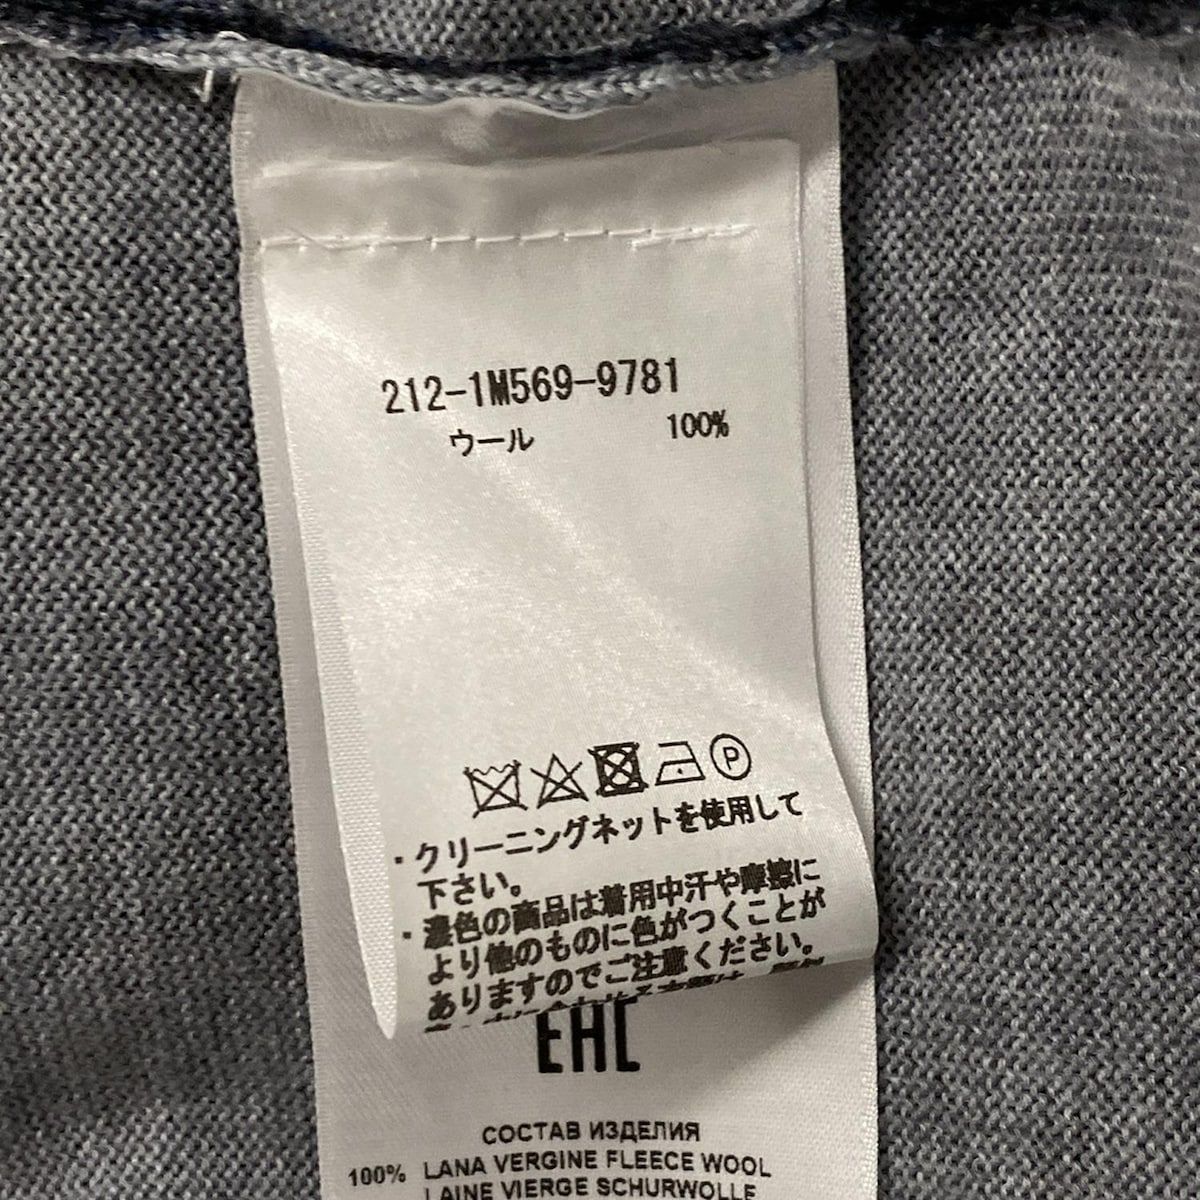 212-1M569-9781
ウール 100%
P
・クリーニングネットを使用して
下さい。
・濃色の商品は着用中汗や摩擦に
より他のものに色がつくことが
ありますのでご注意ください。
EAC
СОСТАВ ИЗДЕЛИЯ
100% LANA VERGINE FLEECE WOOL
LAINE VIERGE SCHURWOLLE